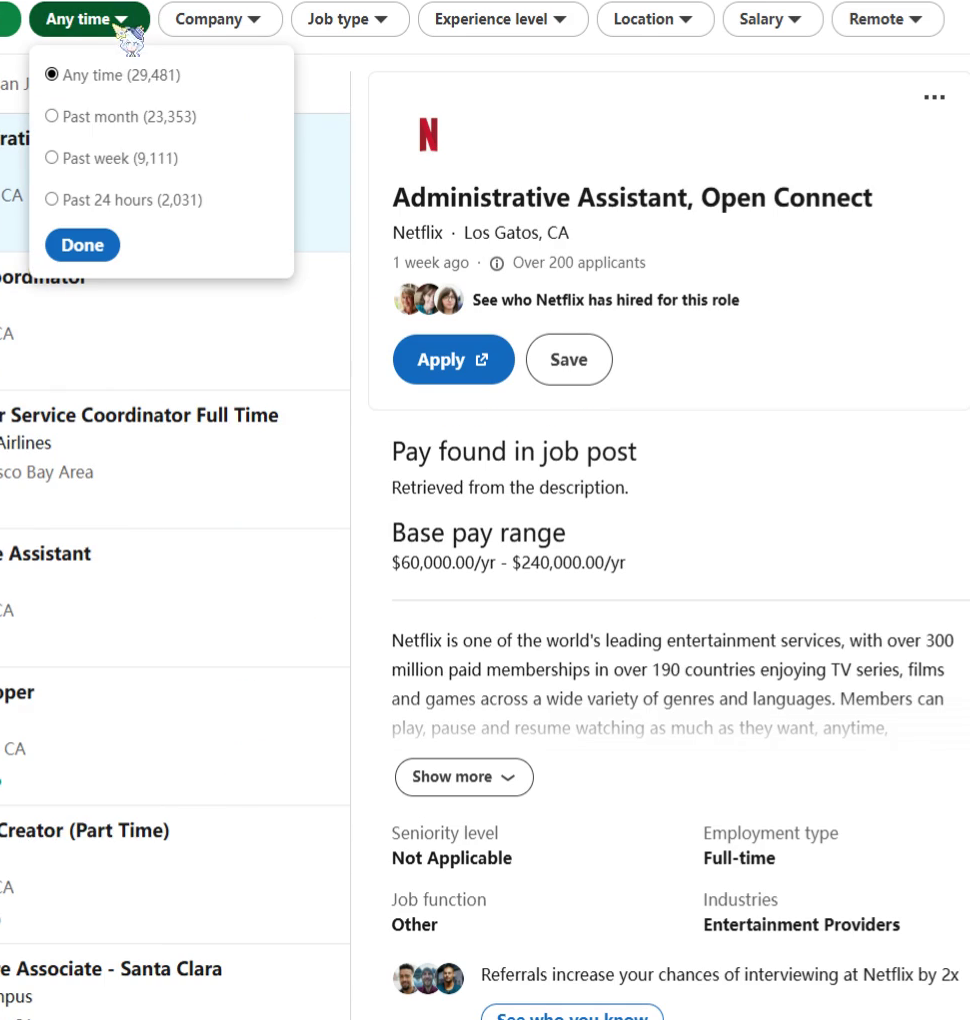 Any time
Company
Job type
Experience level
Location
Salary
Remote
Any time (29,481)
Past month (23,353)
Past week (9,111)
Past 24 hours (2,031)
Done
an J
rati
CA
oordinator
CA
r Service Coordinator Full Time
Airlines
sco Bay Area
e Assistant
CA
oper
CA
Creator (Part Time)
CA
re Associate - Santa Clara
mpus
N
Administrative Assistant, Open Connect
Netflix · Los Gatos, CA
1 week ago · Over 200 applicants
See who Netflix has hired for this role
Apply
Save
Pay found in job post
Retrieved from the description.
Base pay range
$60,000.00/yr - $240,000.00/yr
Netflix is one of the world's leading entertainment services, with over 300
million paid memberships in over 190 countries enjoying TV series, films
and games across a wide variety of genres and languages. Members can
play, pause and resume watching as much as they want, anytime,
Show more
Seniority level
Not Applicable
Employment type
Full-time
Job function
Other
Industries
Entertainment Providers
Referrals increase your chances of interviewing at Netflix by 2x
See who you know